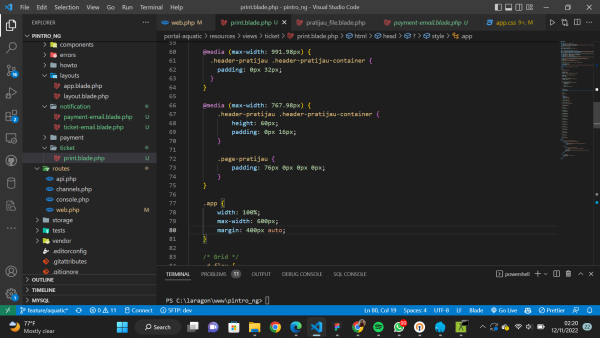 print.blade.php - pintro_ng - Visual Studio Code
EXPLORER
web.php M
print.blade.php U
pratijau_file.blade.php
payment-email.blade.php U
app.css 9+, M
PINTRO_NG
portal-aquatic > resources > views > ticket > print.blade.php > html > head > ? > style > .app
components
errors
howto
layouts
app.blade.php
layout.blade.php
notification
payment-email.blade.php U
ticket-email.blade.php U
payment
ticket
print.blade.php U
routes
api.php
channels.php
console.php
web.php M
storage
tests
vendor
.editorconfig
.gitattributes
.gitignore
OUTLINE
TIMELINE
MYSQL
59
60 @media (max-width: 991.98px) {
61 .header-pratijau .header-pratijau-container {
62 padding: 0px 32px;
63 }
64 }
65
66 @media (max-width: 767.98px) {
67 .header-pratijau .header-pratijau-container {
68 height: 60px;
69 padding: 0px 16px;
70 }
71
72 .page-pratijau {
73 padding: 76px 0px 0px 0px;
74 }
75 }
76
77 .app {
78 width: 100%;
79 max-width: 600px;
80 margin: 400px auto;
81 }
82
83 /* Grid */
TERMINAL PROBLEMS 11 OUTPUT DEBUG CONSOLE SQL CONSOLE
powershell
PS C:\laragon\www\pintro_ng>
feature/aquatic* 0 11 Connect SFTP: dev
Ln 80, Col 19 Spaces: 4 UTF-8 LF Blade Go Live Prettier
77°F
Mostly clear
Search
02:20
12/11/2022